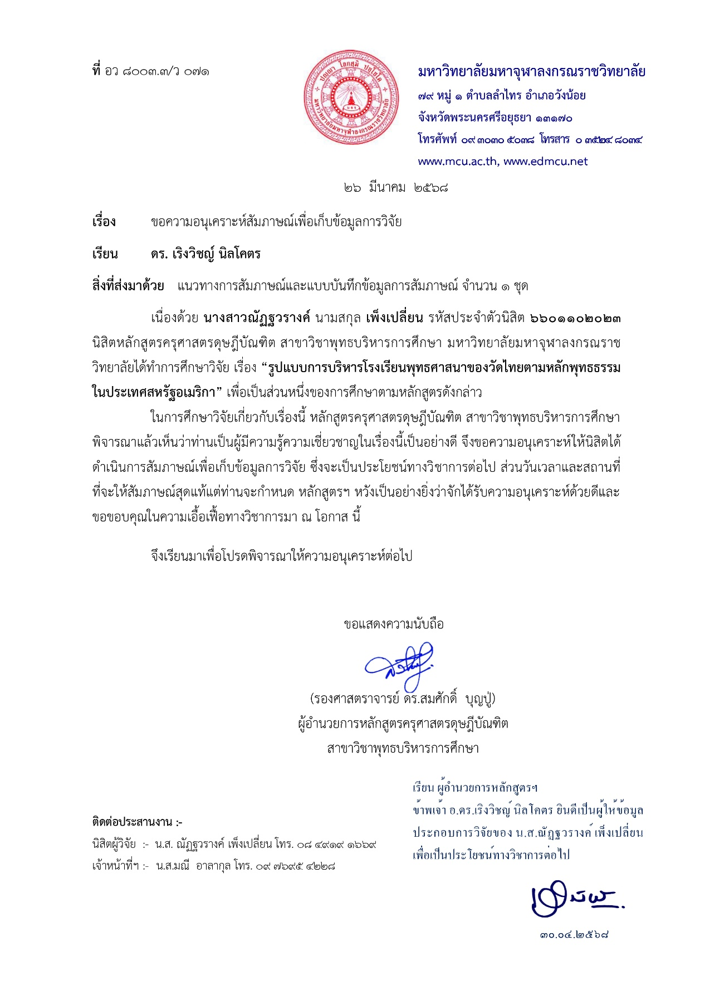 ที่ อว ๘๐๐๓.๓/ว ๐๗๑
ปญฺญา โลกสฺมิ ปชฺโชโต
มจร
มหาวิทยาลัยมหาจุฬาลงกรณราชวิทยาลัย
มหาวิทยาลัยมหาจุฬาลงกรณราชวิทยาลัย
๗๙ หมู่ ๑ ตำบลลำไทร อำเภอวังน้อย
จังหวัดพระนครศรีอยุธยา ๑๓๑๗๐
โทรศัพท์ ๐๙ ๓๐๓๐ ๕๐๓๘ โทรสาร ๐ ๓๕๒๔ ๘๐๓๔
www.mcu.ac.th, www.edmcu.net
๒๖ มีนาคม ๒๕๖๘
เรื่อง ขอความอนุเคราะห์สัมภาษณ์เพื่อเก็บข้อมูลการวิจัย
เรียน ดร. เริงวิชญ์ นิลโคตร
สิ่งที่ส่งมาด้วย แนวทางการสัมภาษณ์และแบบบันทึกข้อมูลการสัมภาษณ์ จำนวน ๑ ชุด
เนื่องด้วย นางสาวณัฏฐวรางค์ นามสกุล เพ็งเปลี่ยน รหัสประจำตัวนิสิต ๖๖๐๑๑๐๒๐๒๓
นิสิตหลักสูตรครุศาสตรดุษฎีบัณฑิต สาขาวิชาพุทธบริหารการศึกษา มหาวิทยาลัยมหาจุฬาลงกรณราช
วิทยาลัยได้ทำการศึกษาวิจัย เรื่อง “รูปแบบการบริหารโรงเรียนพุทธศาสนาของวัดไทยตามหลักพุทธธรรม
ในประเทศสหรัฐอเมริกา” เพื่อเป็นส่วนหนึ่งของการศึกษาตามหลักสูตรดังกล่าว
ในการศึกษาวิจัยเกี่ยวกับเรื่องนี้ หลักสูตรครุศาสตรดุษฎีบัณฑิต สาขาวิชาพุทธบริหารการศึกษา
พิจารณาแล้วเห็นว่าท่านเป็นผู้มีความรู้ความเชี่ยวชาญในเรื่องนี้เป็นอย่างดี จึงขอความอนุเคราะห์ให้นิสิตได้
ดำเนินการสัมภาษณ์เพื่อเก็บข้อมูลการวิจัย ซึ่งจะเป็นประโยชน์ทางวิชาการต่อไป ส่วนวันเวลาและสถานที่
ที่จะให้สัมภาษณ์สุดแท้แต่ท่านจะกำหนด หลักสูตรฯ หวังเป็นอย่างยิ่งว่าจักได้รับความอนุเคราะห์ด้วยดีและ
ขอขอบคุณในความเอื้อเฟื้อทางวิชาการมา ณ โอกาส นี้
จึงเรียนมาเพื่อโปรดพิจารณาให้ความอนุเคราะห์ต่อไป
ขอแสดงความนับถือ
(รองศาสตราจารย์ ดร.สมศักดิ์ บุญปู่)
ผู้อำนวยการหลักสูตรครุศาสตรดุษฎีบัณฑิต
สาขาวิชาพุทธบริหารการศึกษา
ติดต่อประสานงาน :-
นิสิตผู้วิจัย :- น.ส. ณัฏฐวรางค์ เพ็งเปลี่ยน โทร. ๐๘ ๔๙๑๙ ๑๖๖๙
เจ้าหน้าที่ฯ :- น.ส.มณี อาลากุล โทร. ๐๙ ๗๖๙๕ ๔๒๒๘
เรียน ผู้อำนวยการหลักสูตรฯ
ข้าพเจ้า อ.ดร.เริงวิชญ์ นิลโคตร ยินดีเป็นผู้ให้ข้อมูล
ประกอบการวิจัยของ น.ส.ณัฏฐวรางค์ เพ็งเปลี่ยน
เพื่อเป็นประโยชน์ทางวิชาการต่อไป
๓๐.๐๔.๒๕๖๘